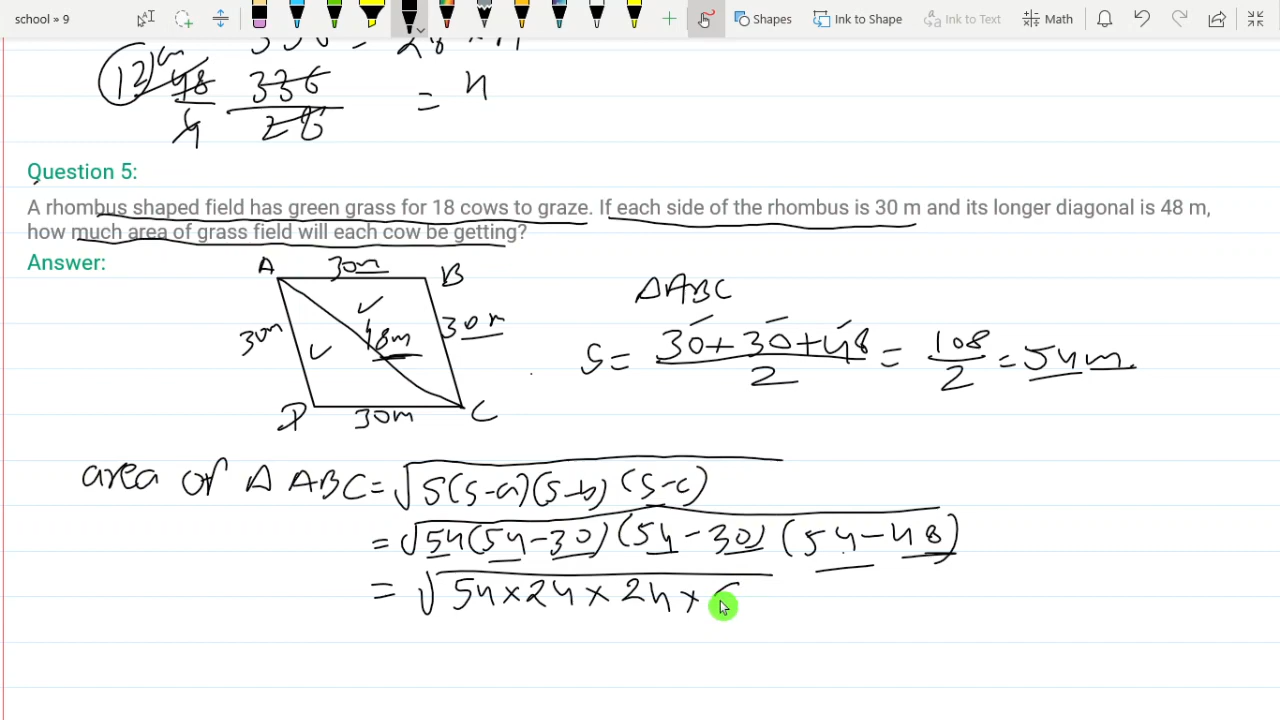 school » 9
Shapes Ink to Shape Ink to Text Math
12 cm 48 336 = h
4 28
Question 5:
A rhombus shaped field has green grass for 18 cows to graze. If each side of the rhombus is 30 m and its longer diagonal is 48 m,
how much area of grass field will each cow be getting?
Answer:
A 30m B
ΔABC
30m 48m 30m
S = 30+30+48 / 2 = 108 / 2 = 54m
D 30m C
area of Δ ABC = √S(S-a)(S-b)(S-c)
= √54(54-30)(54-30)(54-48)
= √54×24×24×